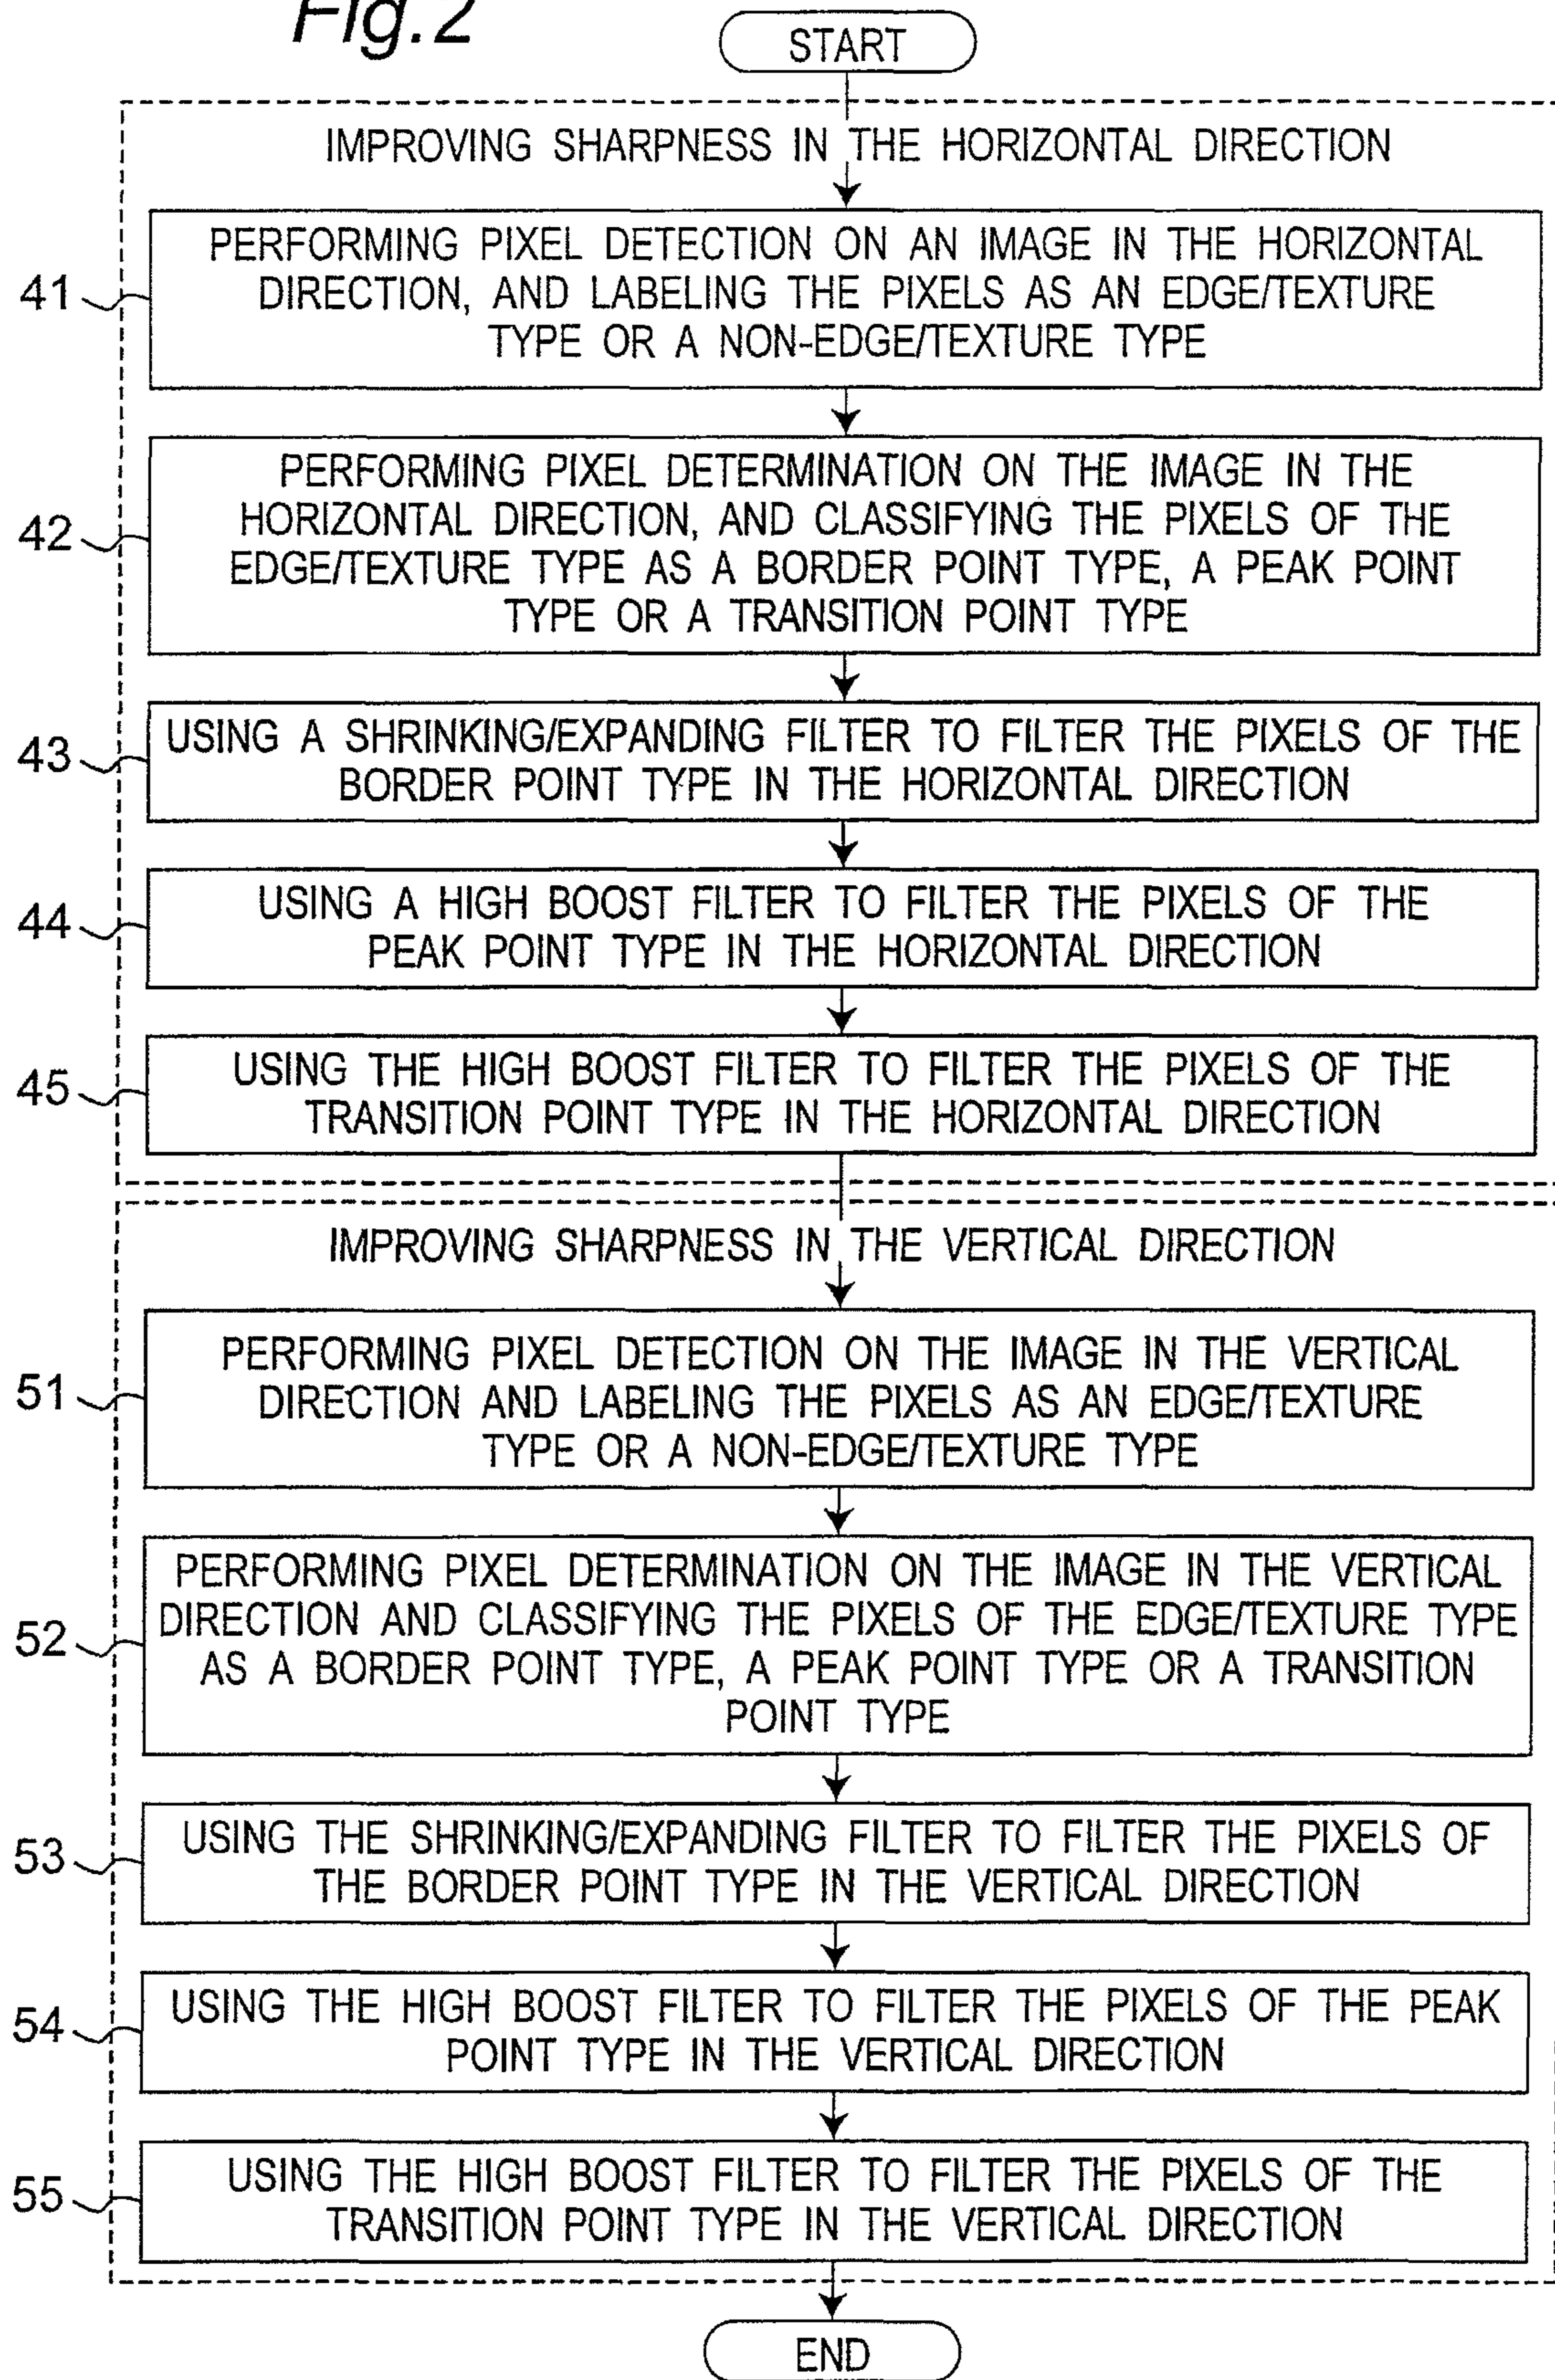 Fig.2
START
IMPROVING SHARPNESS IN THE HORIZONTAL DIRECTION
41
PERFORMING PIXEL DETECTION ON AN IMAGE IN THE HORIZONTAL
DIRECTION, AND LABELING THE PIXELS AS AN EDGE/TEXTURE
TYPE OR A NON-EDGE/TEXTURE TYPE
42
PERFORMING PIXEL DETERMINATION ON THE IMAGE IN THE
HORIZONTAL DIRECTION, AND CLASSIFYING THE PIXELS OF THE
EDGE/TEXTURE TYPE AS A BORDER POINT TYPE, A PEAK POINT
TYPE OR A TRANSITION POINT TYPE
43
USING A SHRINKING/EXPANDING FILTER TO FILTER THE PIXELS OF THE
BORDER POINT TYPE IN THE HORIZONTAL DIRECTION
44
USING A HIGH BOOST FILTER TO FILTER THE PIXELS OF THE
PEAK POINT TYPE IN THE HORIZONTAL DIRECTION
45
USING THE HIGH BOOST FILTER TO FILTER THE PIXELS OF THE
TRANSITION POINT TYPE IN THE HORIZONTAL DIRECTION
IMPROVING SHARPNESS IN THE VERTICAL DIRECTION
51
PERFORMING PIXEL DETECTION ON THE IMAGE IN THE VERTICAL
DIRECTION AND LABELING THE PIXELS AS AN EDGE/TEXTURE
TYPE OR A NON-EDGE/TEXTURE TYPE
52
PERFORMING PIXEL DETERMINATION ON THE IMAGE IN THE VERTICAL
DIRECTION AND CLASSIFYING THE PIXELS OF THE EDGE/TEXTURE TYPE
AS A BORDER POINT TYPE, A PEAK POINT TYPE OR A TRANSITION
POINT TYPE
53
USING THE SHRINKING/EXPANDING FILTER TO FILTER THE PIXELS OF
THE BORDER POINT TYPE IN THE VERTICAL DIRECTION
54
USING THE HIGH BOOST FILTER TO FILTER THE PIXELS OF THE PEAK
POINT TYPE IN THE VERTICAL DIRECTION
55
USING THE HIGH BOOST FILTER TO FILTER THE PIXELS OF THE
TRANSITION POINT TYPE IN THE VERTICAL DIRECTION
END